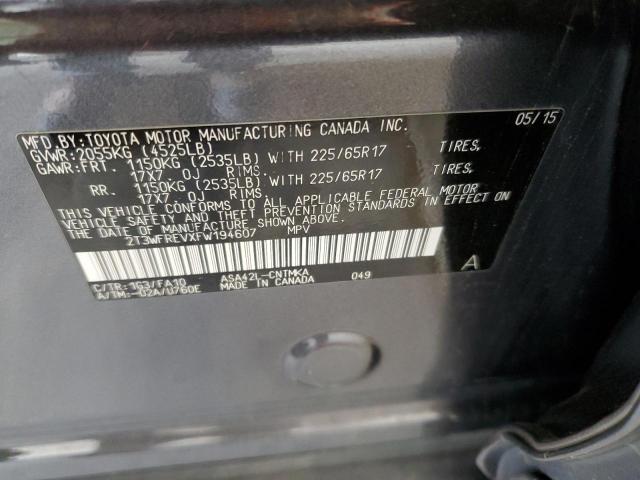 MFD.BY:TOYOTA MOTOR MANUFACTURING CANADA INC. 05/15
GVWR:2055KG (4525LB)
GAWR:FRT. 1150KG (2535LB) WITH 225/65R17 TIRES,
17X7.0J RIMS,
RR. 1150KG (2535LB) WITH 225/65R17 TIRES,
17X7.0J RIMS.
THIS VEHICLE CONFORMS TO ALL APPLICABLE FEDERAL MOTOR
VEHICLE SAFETY AND THEFT PREVENTION STANDARDS IN EFFECT ON
THE DATE OF MANUFACTURE SHOWN ABOVE.
2T3WFREVXFW194607 MPV
C/TR:1G3/FA10 ASA42L-CNTMKA 049 A
A/TM:-02A/U760E MADE IN CANADA